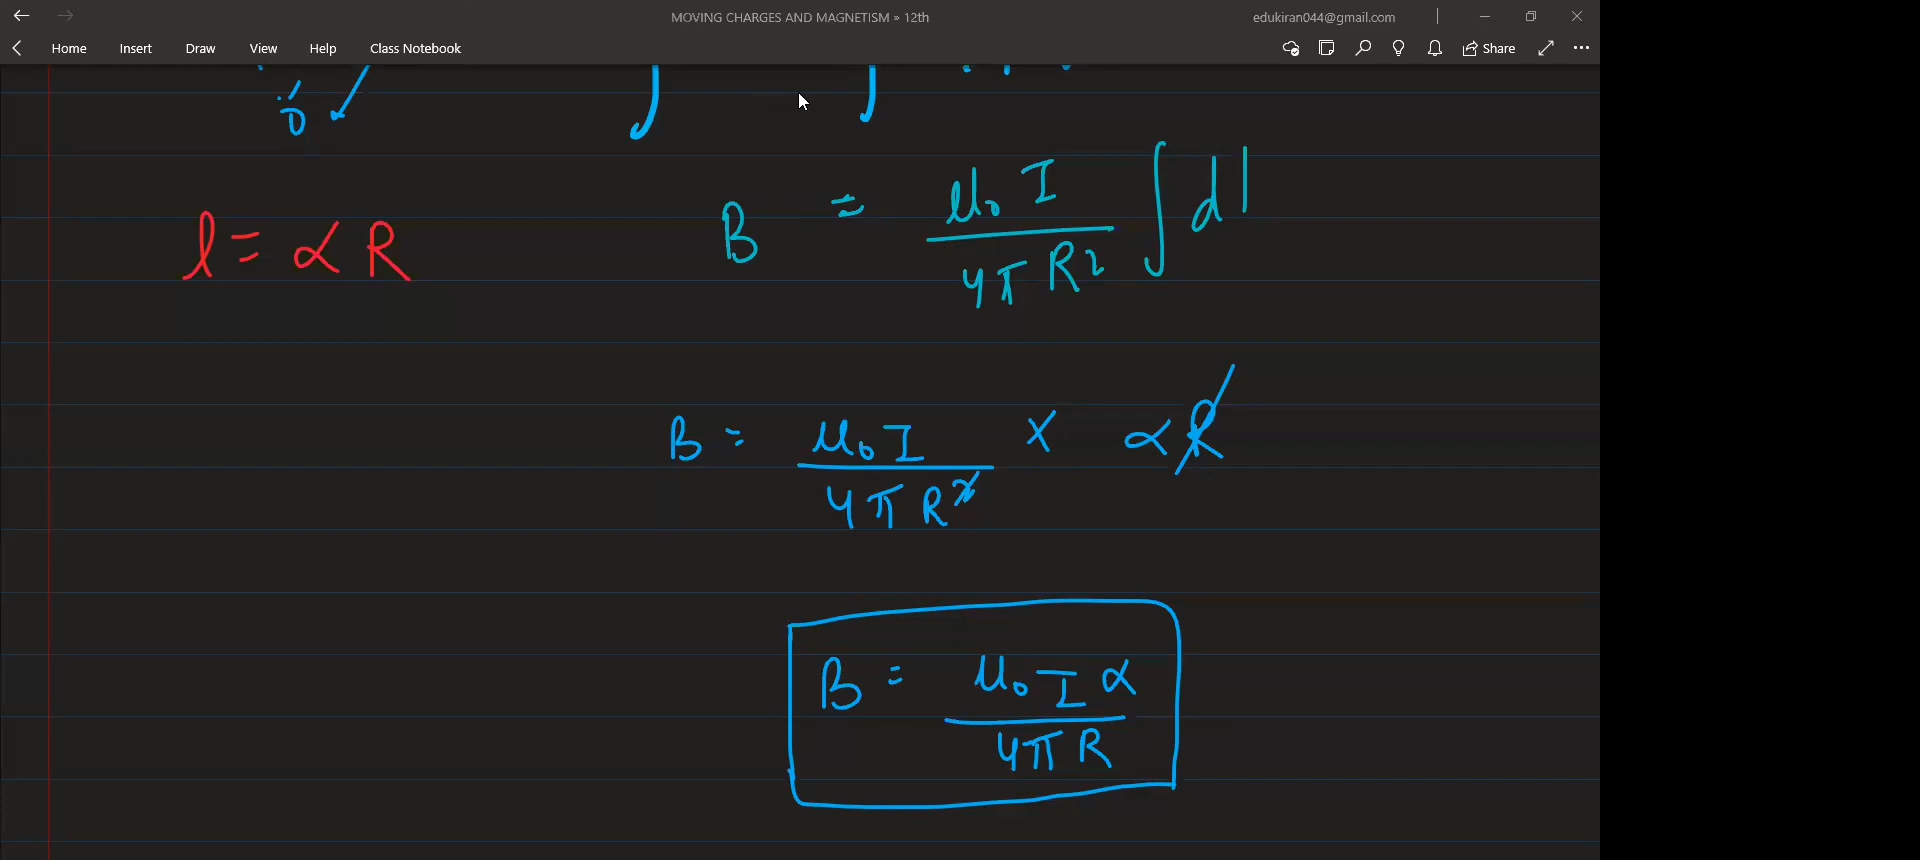 MOVING CHARGES AND MAGNETISM » 12th
edukiran044@gmail.com
Home Insert Draw View Help Class Notebook
Share
l = α R
B = μ₀ I / 4π R² ∫ dl
B = μ₀ I / 4π R² × α R
B = μ₀ I α / 4π R